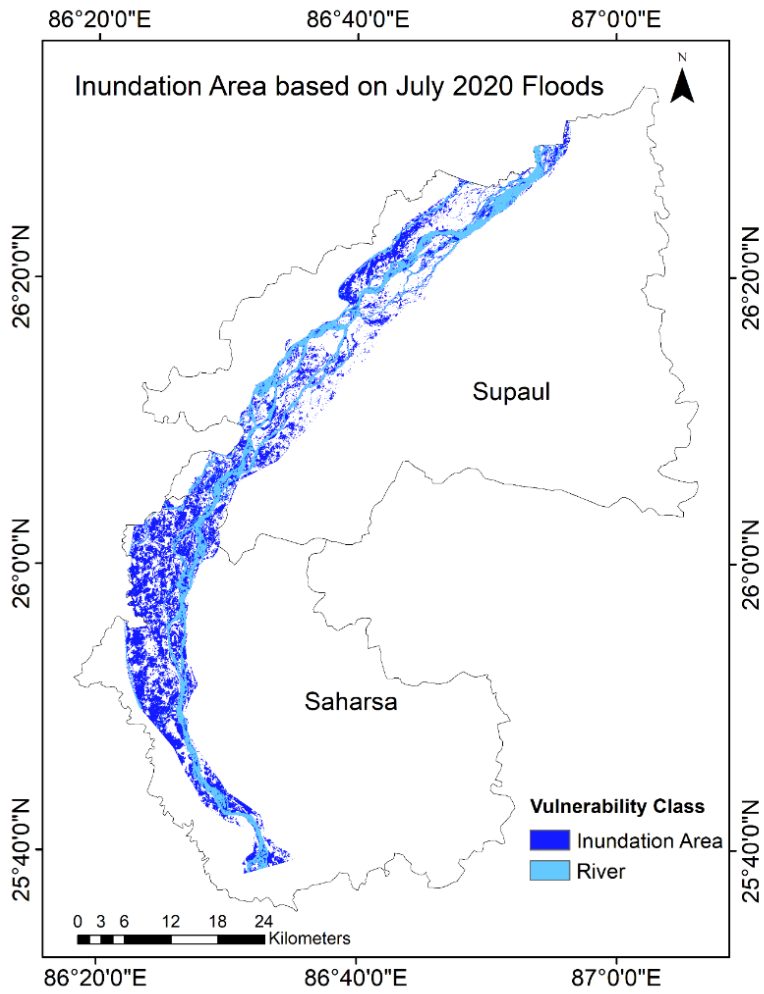 86°20'0"E 86°40'0"E 87°0'0"E
Inundation Area based on July 2020 Floods
N
26°20'0"N 26°20'0"N
Supaul
26°0'0"N 26°0'0"N
Saharsa
Vulnerability Class
Inundation Area
River
25°40'0"N 25°40'0"N
0 3 6 12 18 24
Kilometers
86°20'0"E 86°40'0"E 87°0'0"E